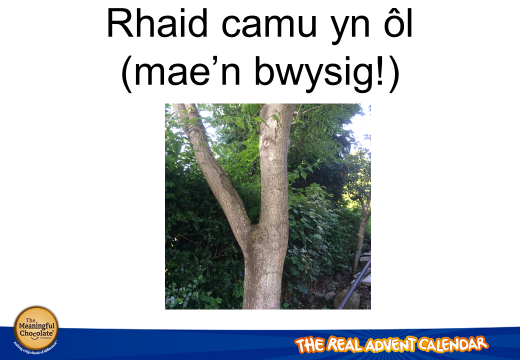 Rhaid camu yn ôl
(mae’n bwysig!)
The
Meaningful
Chocolate
THE REAL ADVENT CALENDAR